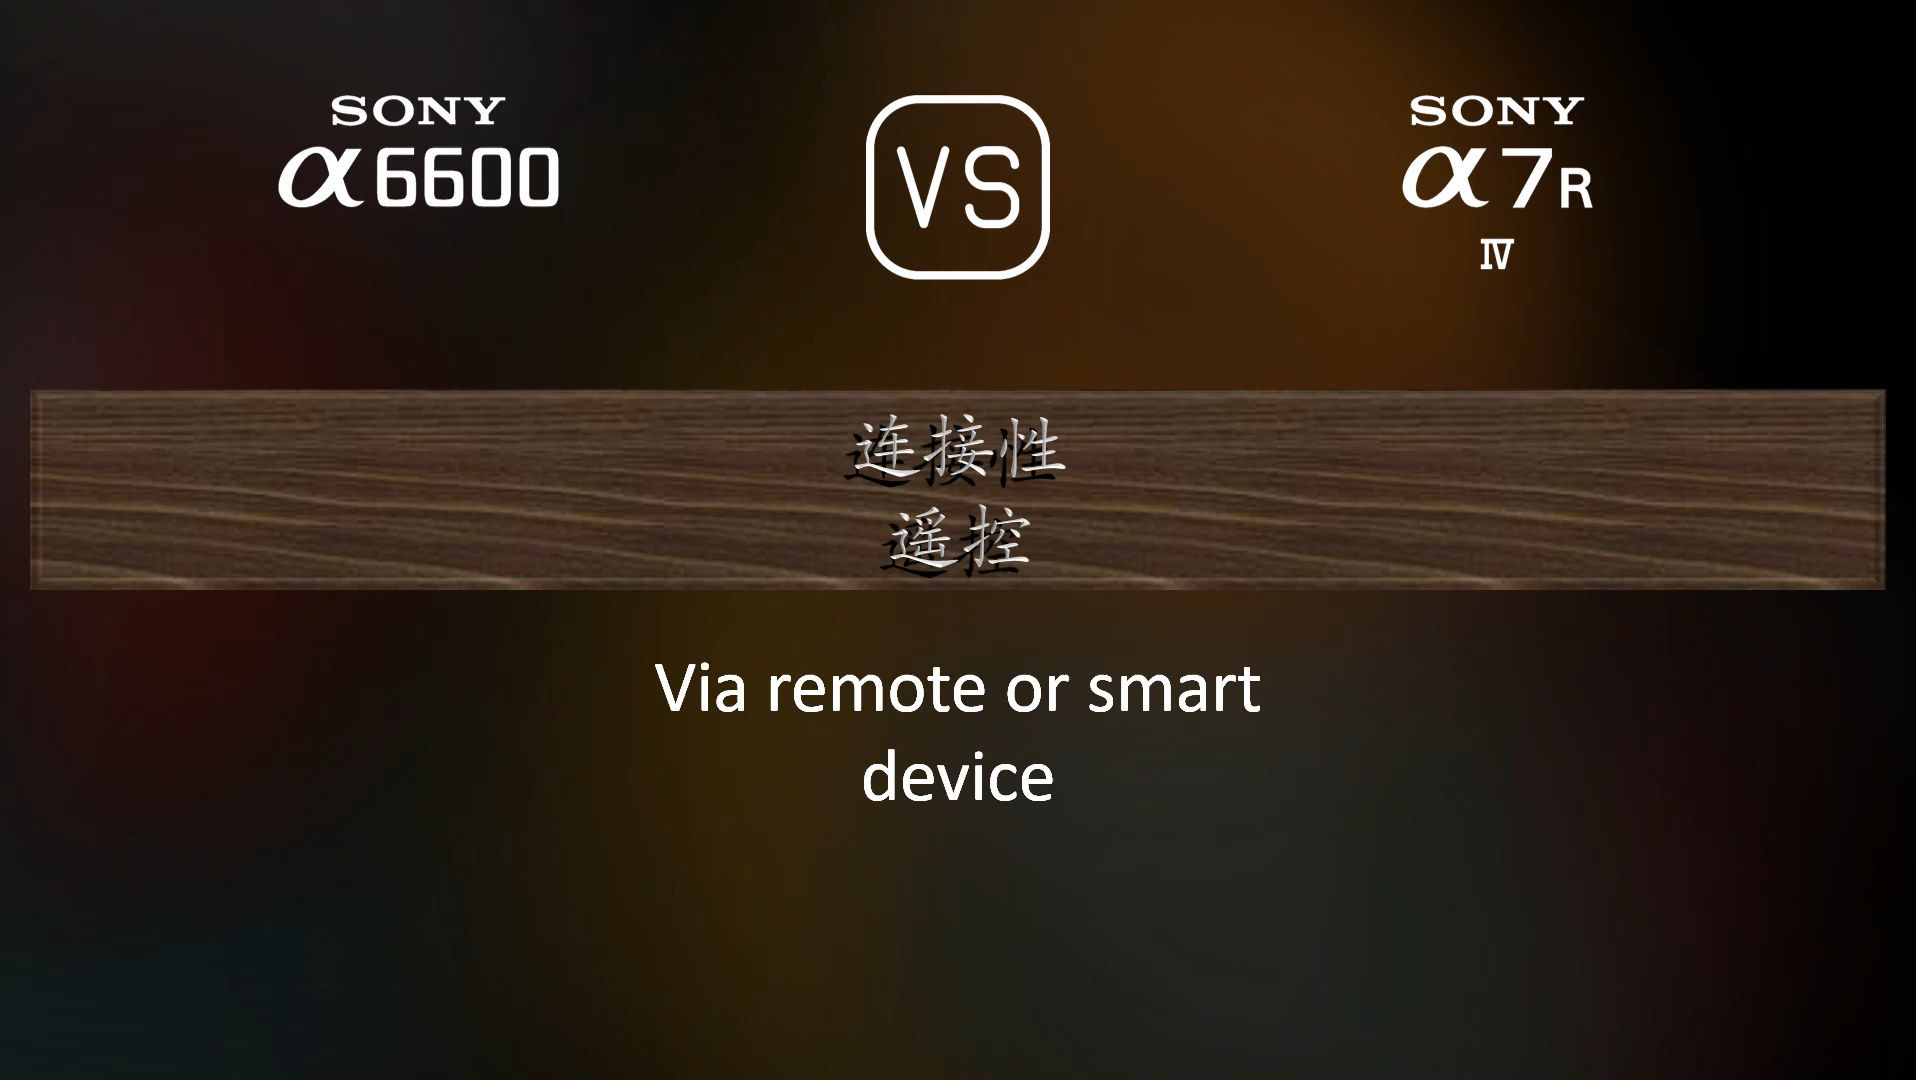 SONY
α6600
VS
SONY
α7R
IV
连接性
遥控
Via remote or smart
device